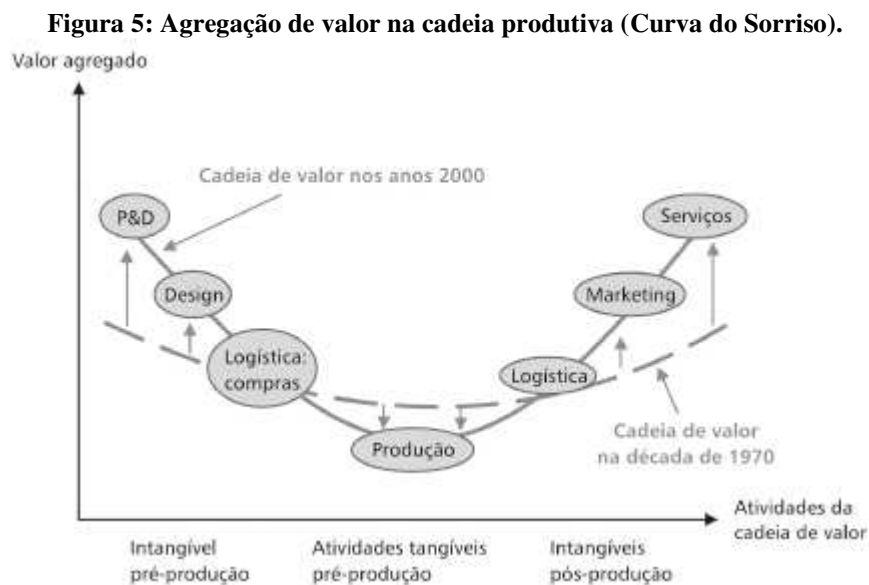 Figura 5: Agregação de valor na cadeia produtiva (Curva do Sorriso).
Valor agregado
Cadeia de valor nos anos 2000
P&D
Serviços
Design
Marketing
Logística:
compras
Logística
Produção
Cadeia de valor
na década de 1970
Atividades da
cadeia de valor
Intangível
pré-produção
Atividades tangíveis
pré-produção
Intangíveis
pós-produção